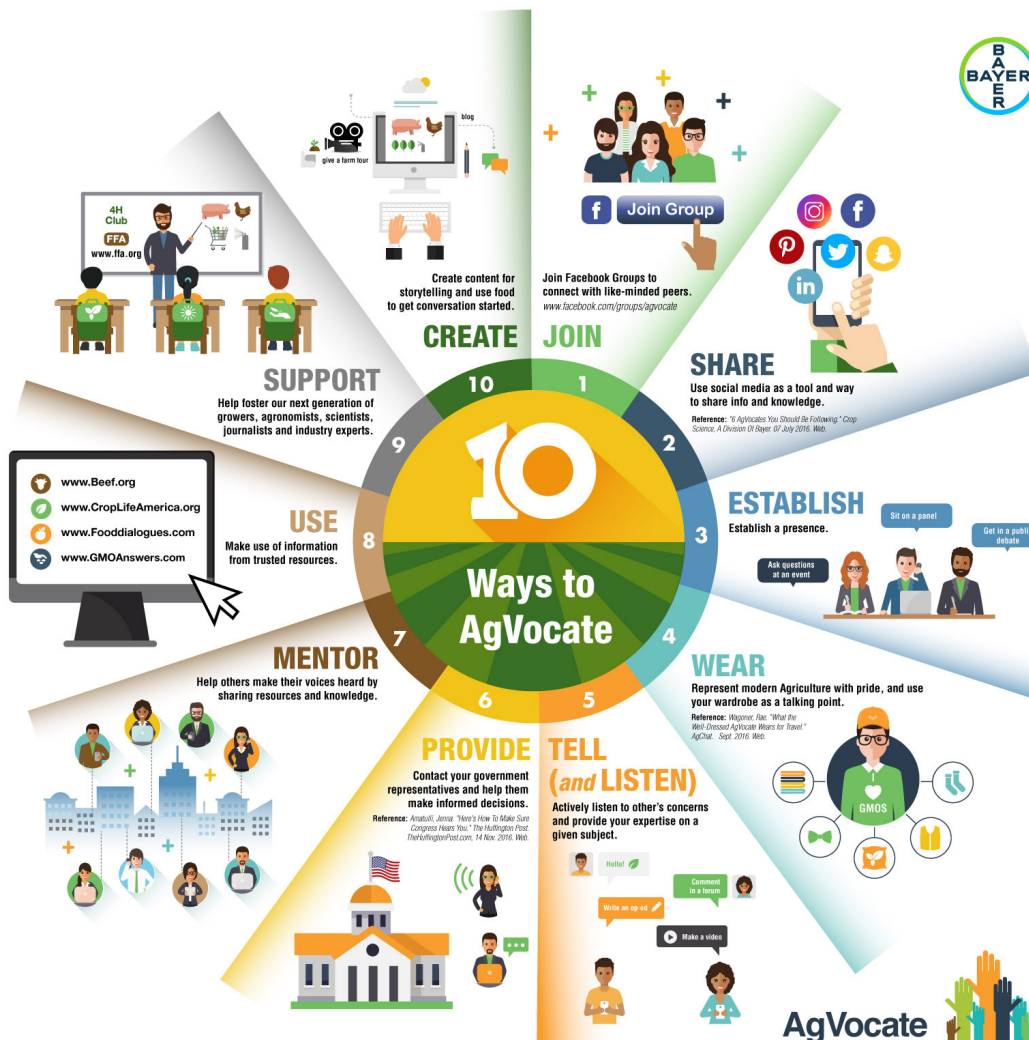 BAYER
BAYER
10
Ways to
AgVocate
1
Join Group
Join Facebook Groups to
connect with like-minded peers.
www.facebook.com/groups/agvocate
JOIN
2
SHARE
Use social media as a tool and way
to share info and knowledge.
Reference: "6 AgVocates You Should Be Following." Crop
Science, A Division Of Bayer. 07 July 2016. Web.
3
ESTABLISH
Establish a presence.
Ask questions
at an event
Sit on a panel
Get in a public
debate
4
WEAR
Represent modern Agriculture with pride, and use
your wardrobe as a talking point.
Reference: Wagoner, Rae. "What the
Well-Dressed AgVocate Wears for Travel."
AgChat. Sept. 2016. Web.
GMOS
5
TELL
(and LISTEN)
Actively listen to other's concerns
and provide your expertise on a
given subject.
Hello!
Comment
in a forum
Write an op-ed
Make a video
6
PROVIDE
Contact your government
representatives and help them
make informed decisions.
Reference: Amatulli, Jenna. "Here's How To Make Sure
Congress Hears You." The Huffington Post.
TheHuffingtonPost.com, 14 Nov. 2016. Web.
7
MENTOR
Help others make their voices heard by
sharing resources and knowledge.
8
USE
Make use of information
from trusted resources.
www.Beef.org
www.CropLifeAmerica.org
www.Fooddialogues.com
www.GMOAnswers.com
9
SUPPORT
Help foster our next generation of
growers, agronomists, scientists,
journalists and industry experts.
4H
Club
FFA
www.ffa.org
10
give a farm tour
blog
Create content for
storytelling and use food
to get conversation started.
CREATE
AgVocate